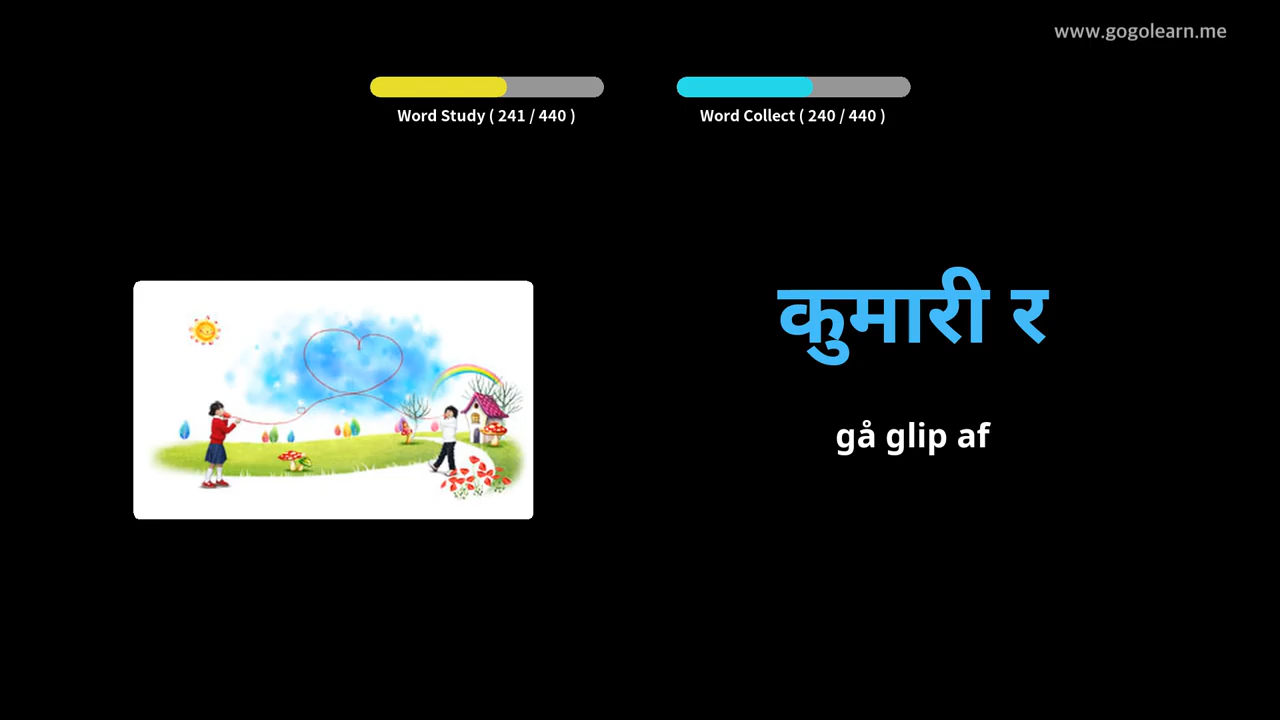 www.gogolearn.me
Word Study ( 241 / 440 )
Word Collect ( 240 / 440 )
कुमारी र
gå glip af